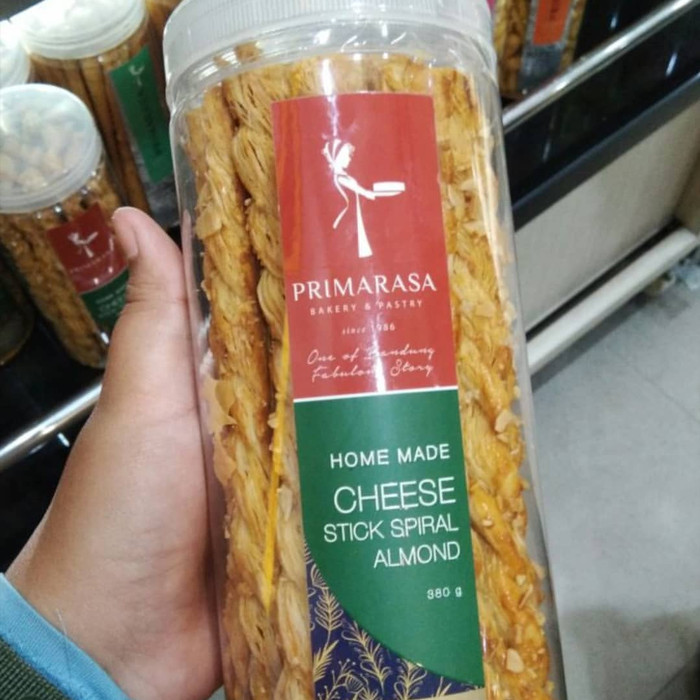 PRIMARASA
BAKERY & PASTRY
since 1986
One of Bandung
Fabulous Story
HOME MADE
CHEESE
STICK SPIRAL
ALMOND
380 g